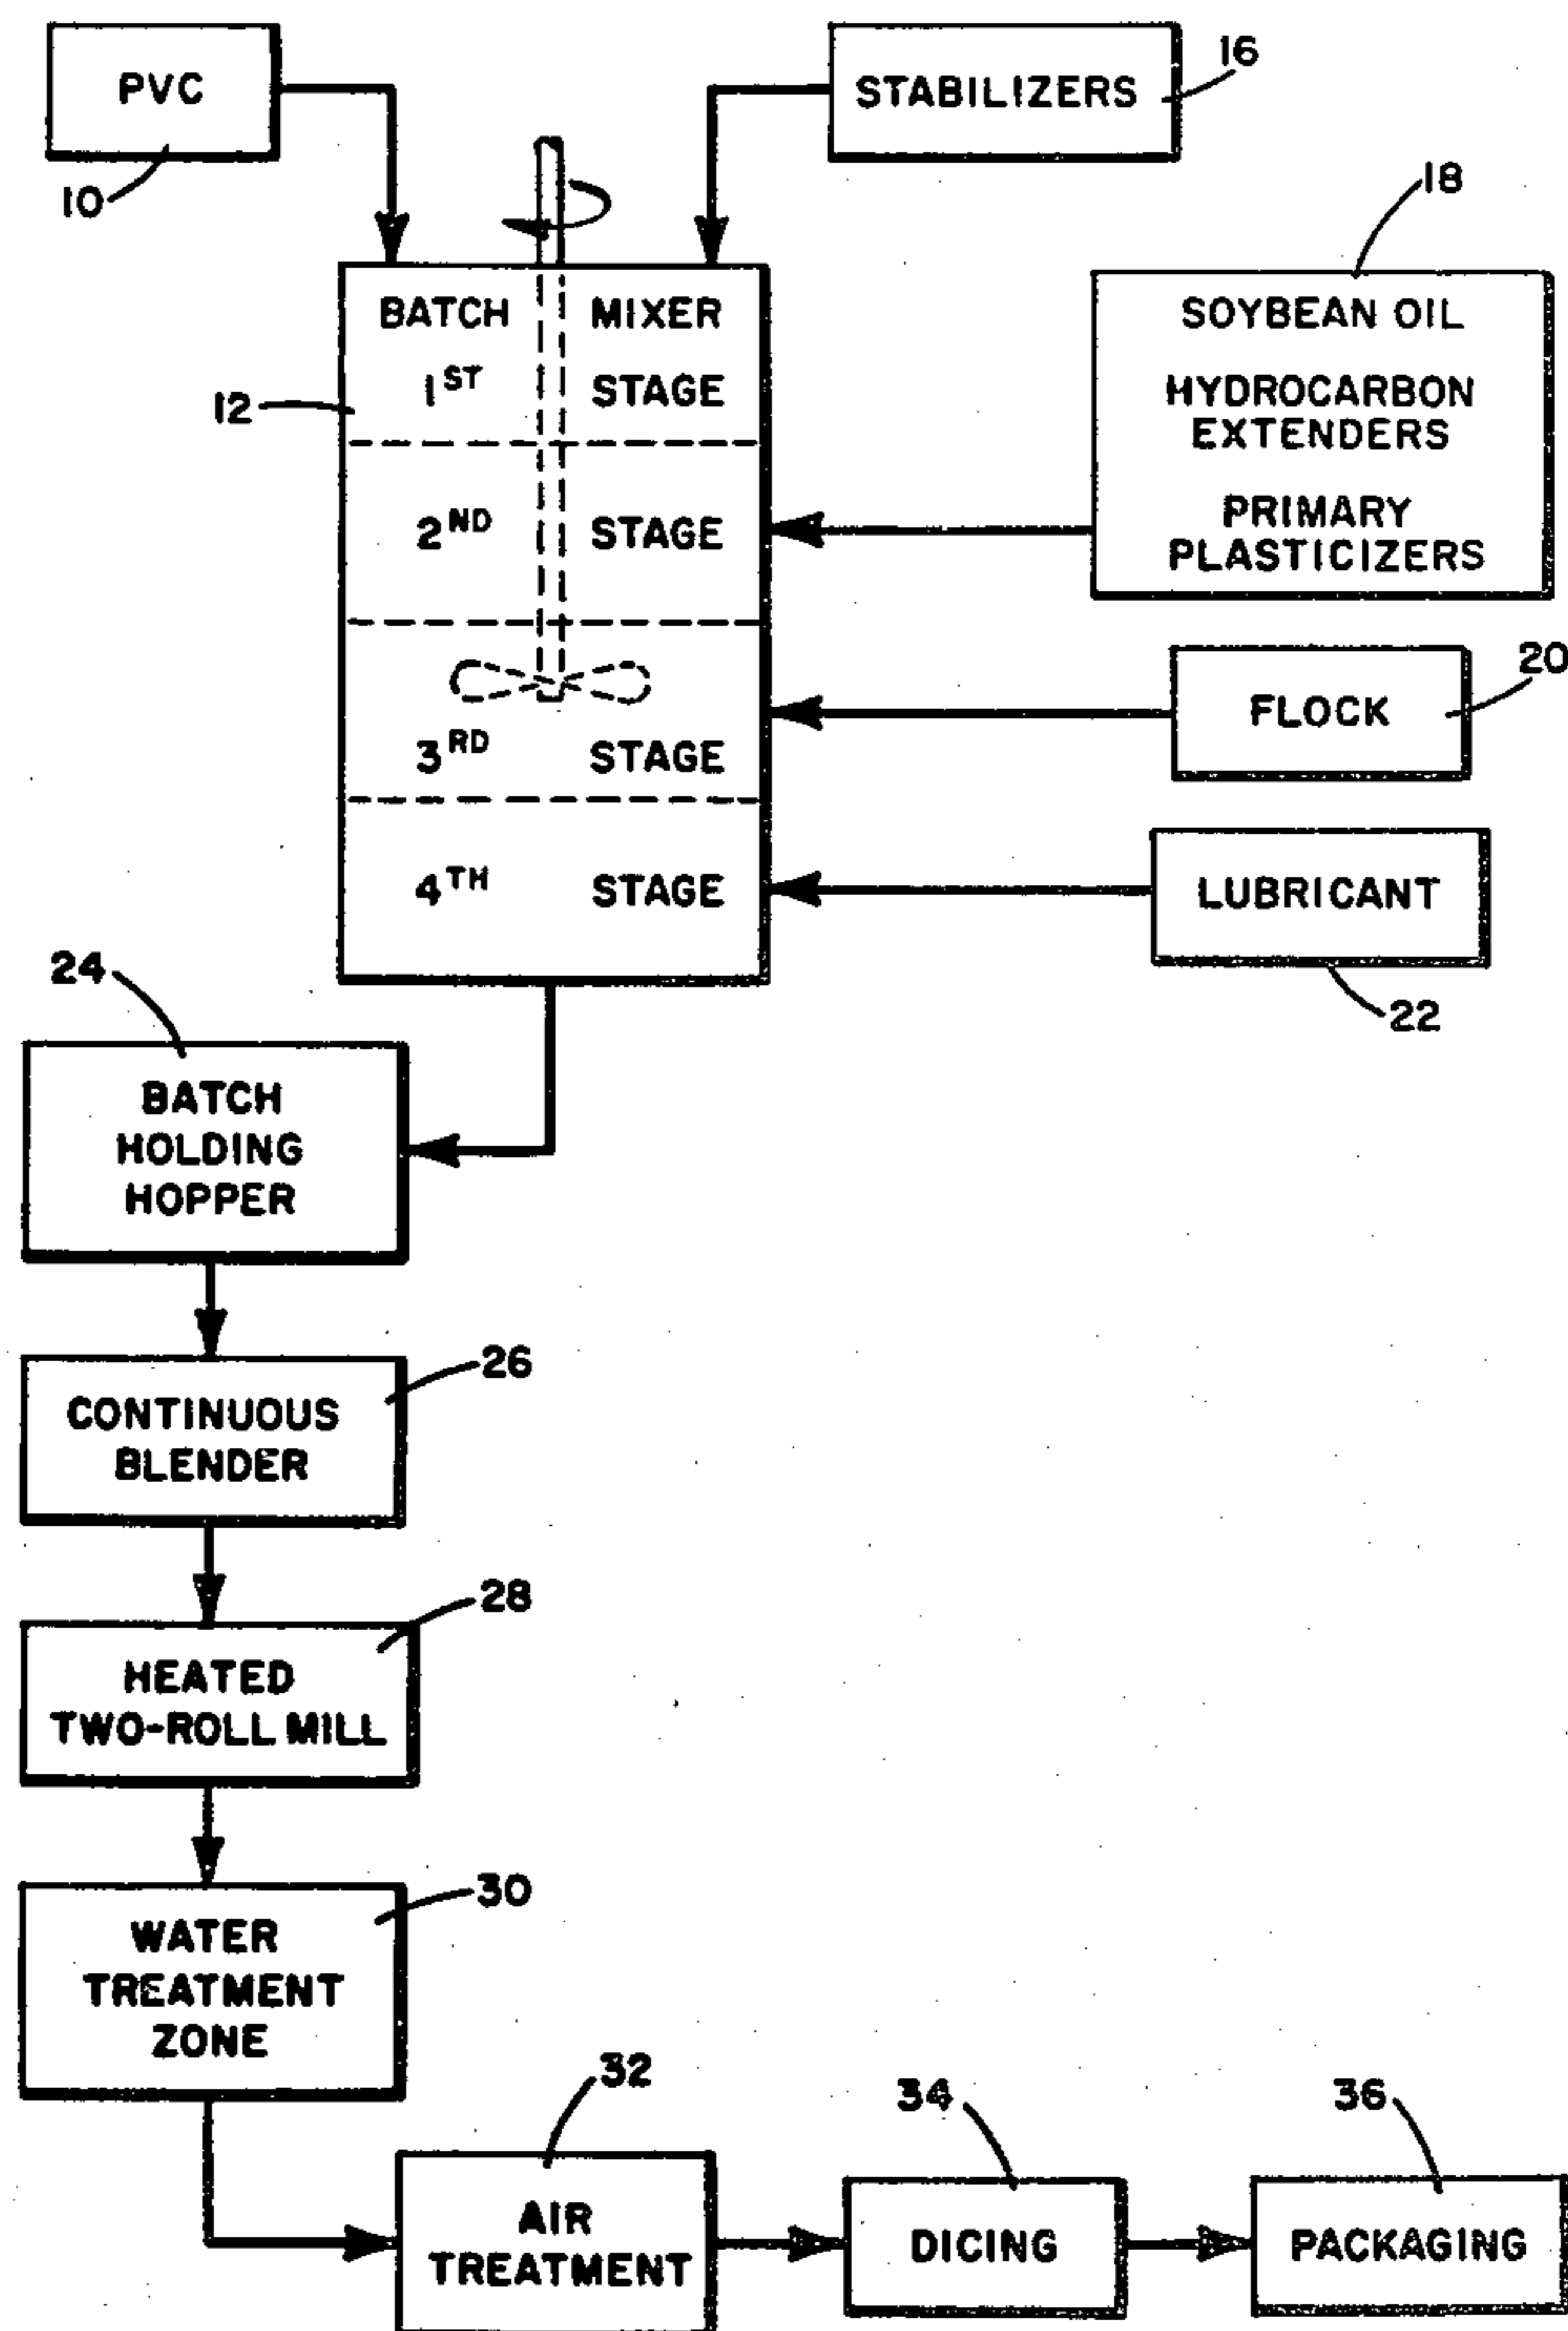 PVC
10
STABILIZERS
16
18
BATCH MIXER
1ST STAGE
12
2ND STAGE
3RD STAGE
4TH STAGE
SOYBEAN OIL
HYDROCARBON
EXTENDERS
PRIMARY
PLASTICIZERS
20
FLOCK
LUBRICANT
22
24
BATCH
HOLDING
HOPPER
26
CONTINUOUS
BLENDER
28
HEATED
TWO-ROLL MILL
30
WATER
TREATMENT
ZONE
32
AIR
TREATMENT
34
DICING
36
PACKAGING